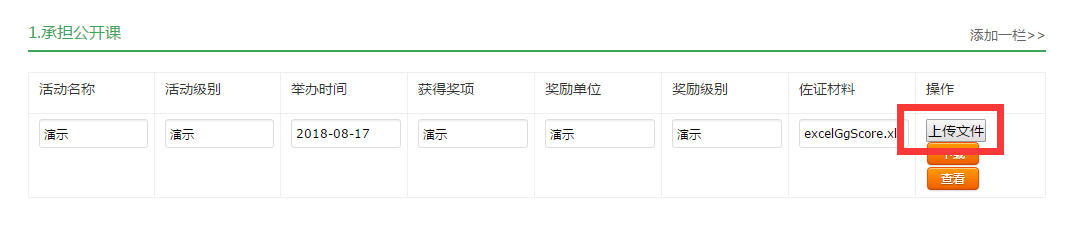 1.承担公开课
添加一栏>>
活动名称 活动级别 举办时间 获得奖项 奖励单位 奖励级别 佐证材料 操作
演示 演示 2018-08-17 演示 演示 演示 excelGgScore.xl 上传文件
下载
查看